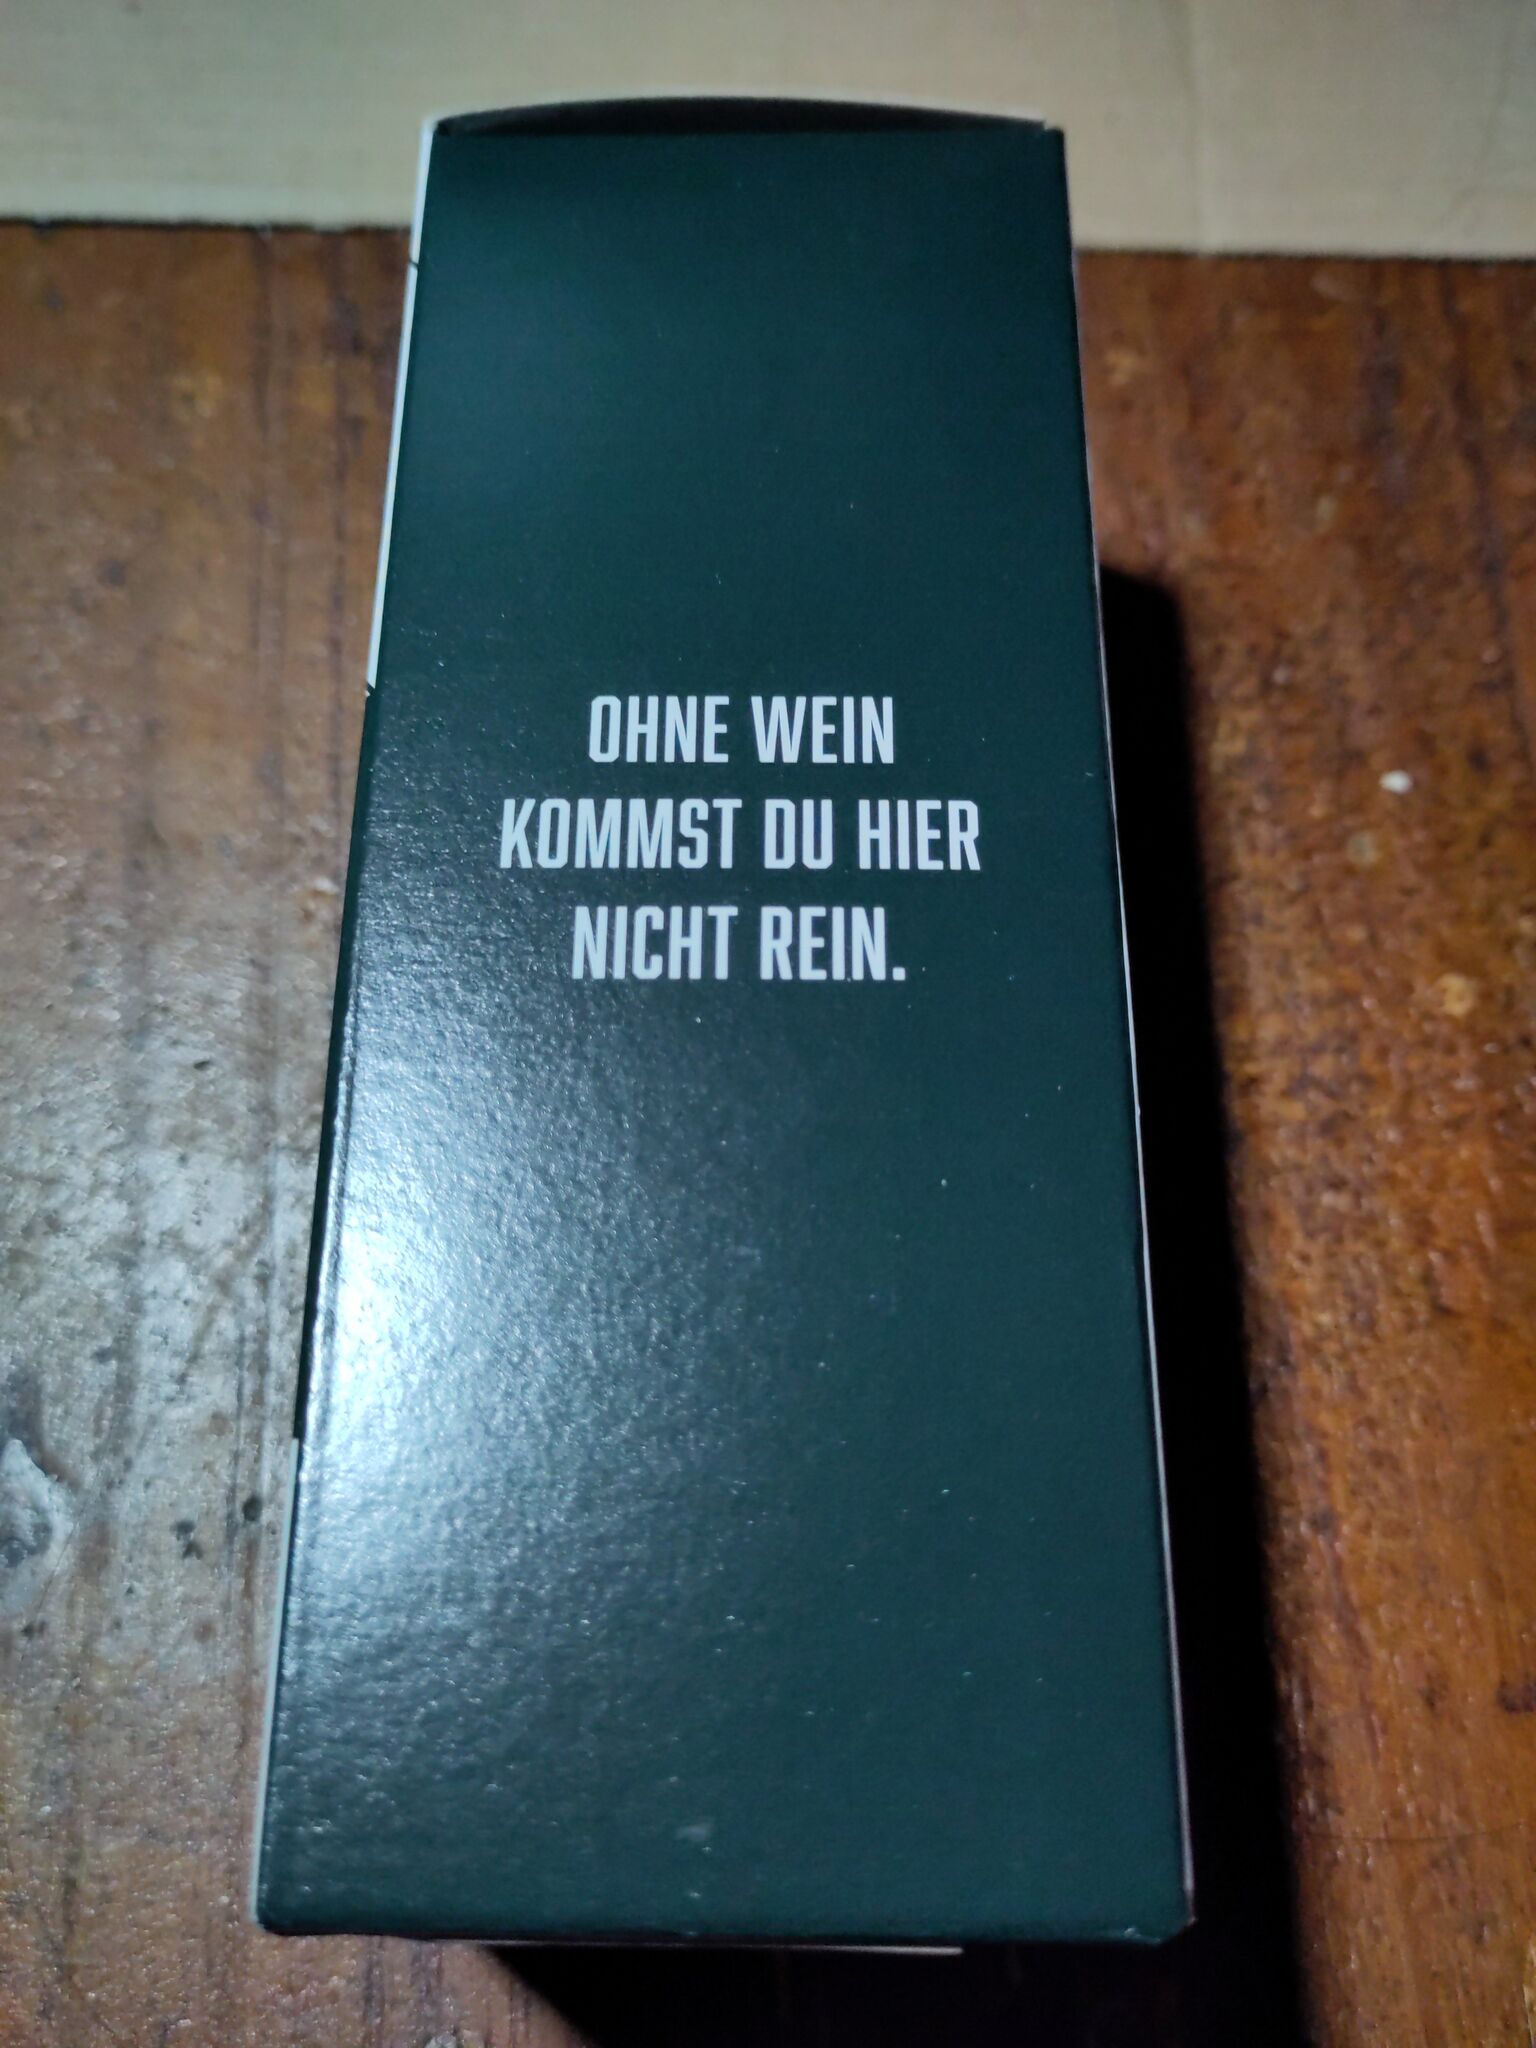 OHNE WEIN
KOMMST DU HIER
NICHT REIN.